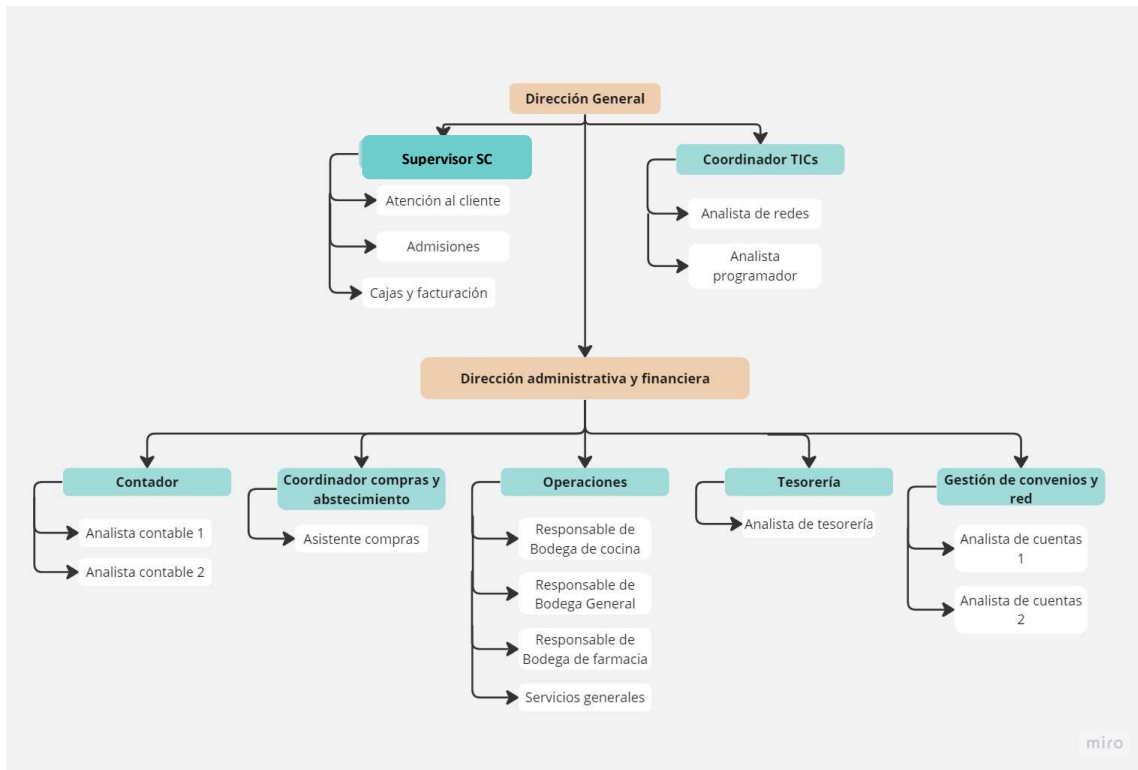 Dirección General
Supervisor SC
Atención al cliente
Admisiones
Cajas y facturación
Coordinador TICs
Analista de redes
Analista
programador
Dirección administrativa y financiera
Contador
Analista contable 1
Analista contable 2
Coordinador compras y
abstecimiento
Asistente compras
Operaciones
Responsable de
Bodega de cocina
Responsable de
Bodega General
Responsable de
Bodega de farmacia
Servicios generales
Tesorería
Analista de tesorería
Gestión de convenios y
red
Analista de cuentas
1
Analista de cuentas
2
miro